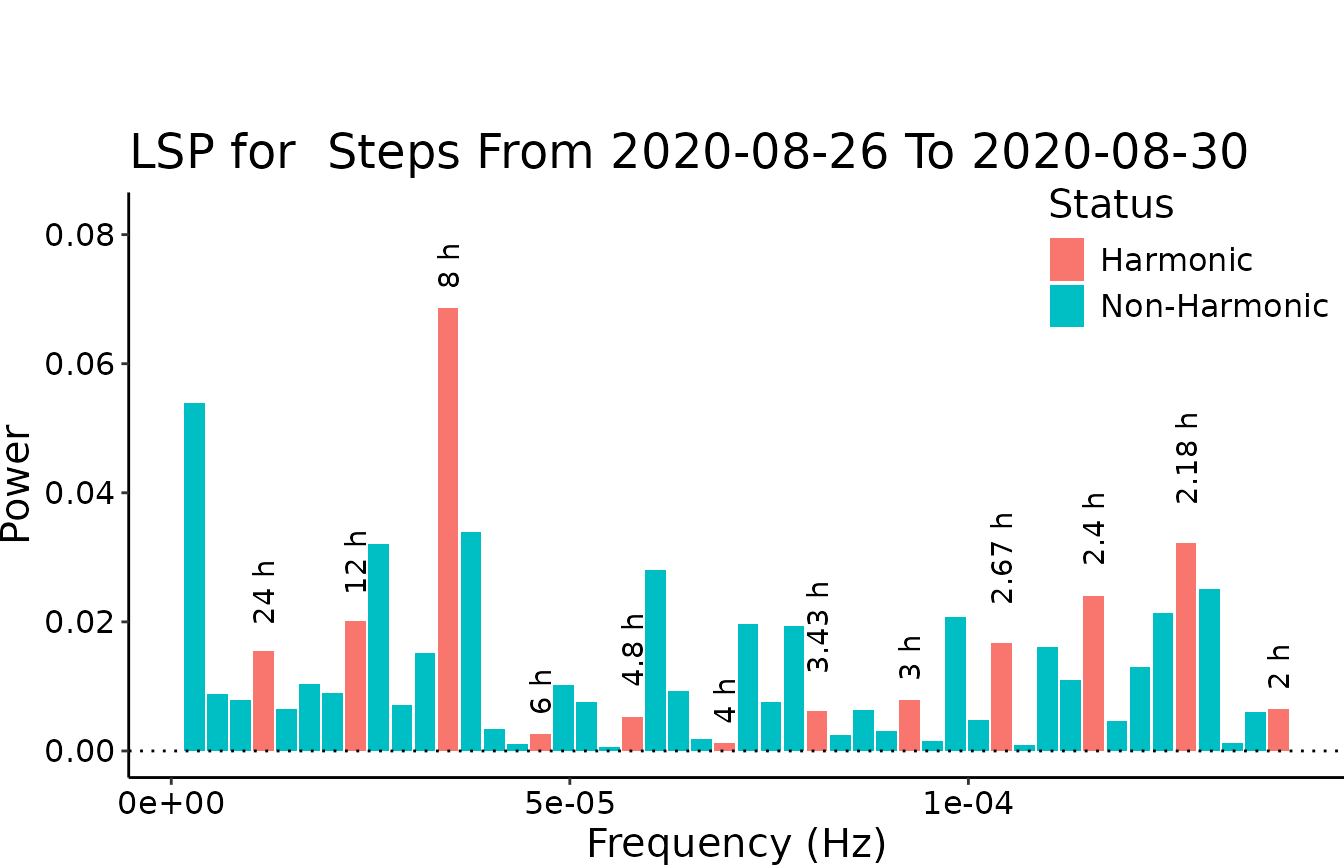 LSP for  Steps From 2020-08-26 To 2020-08-30
Status
Harmonic
Non-Harmonic
Power
0.08
0.06
0.04
0.02
0.00
24 h
12 h
8 h
6 h
4.8 h
4 h
3.43 h
3 h
2.67 h
2.4 h
2.18 h
2 h
0e+00
5e-05
1e-04
Frequency (Hz)